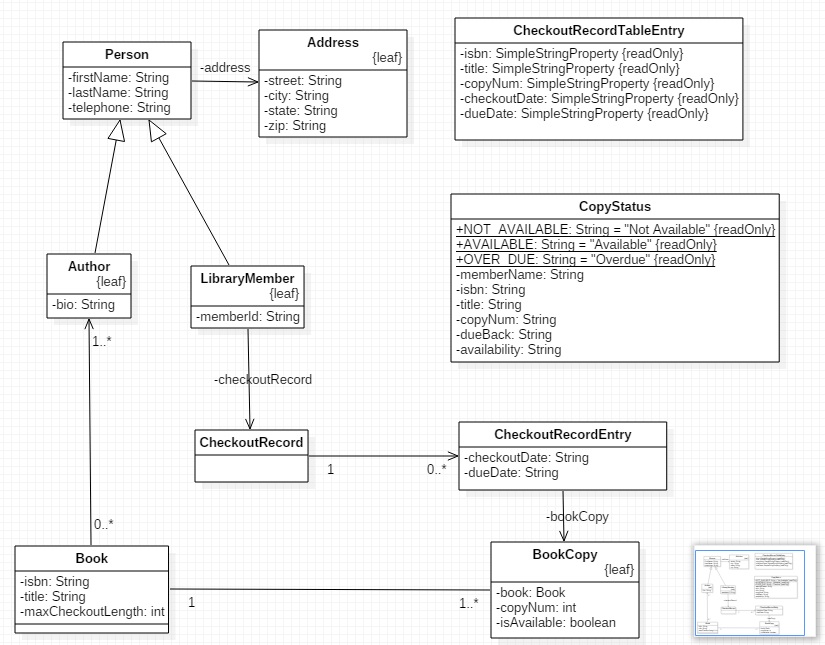 Person
-firstName: String
-lastName: String
-telephone: String
-address
Address
{leaf}
-street: String
-city: String
-state: String
-zip: String
CheckoutRecordTableEntry
-isbn: SimpleStringProperty {readOnly}
-title: SimpleStringProperty {readOnly}
-copyNum: SimpleStringProperty {readOnly}
-checkoutDate: SimpleStringProperty {readOnly}
-dueDate: SimpleStringProperty {readOnly}
CopyStatus
+NOT_AVAILABLE: String = "Not Available" {readOnly}
+AVAILABLE: String = "Available" {readOnly}
+OVER_DUE: String = "Overdue" {readOnly}
-memberName: String
-isbn: String
-title: String
-copyNum: String
-dueBack: String
-availability: String
Author
{leaf}
-bio: String
LibraryMember
{leaf}
-memberId: String
1..*
-checkoutRecord
CheckoutRecord
1
0..*
CheckoutRecordEntry
-checkoutDate: String
-dueDate: String
-bookCopy
0..*
Book
-isbn: String
-title: String
-maxCheckoutLength: int
1
1..*
BookCopy
{leaf}
-book: Book
-copyNum: int
-isAvailable: boolean